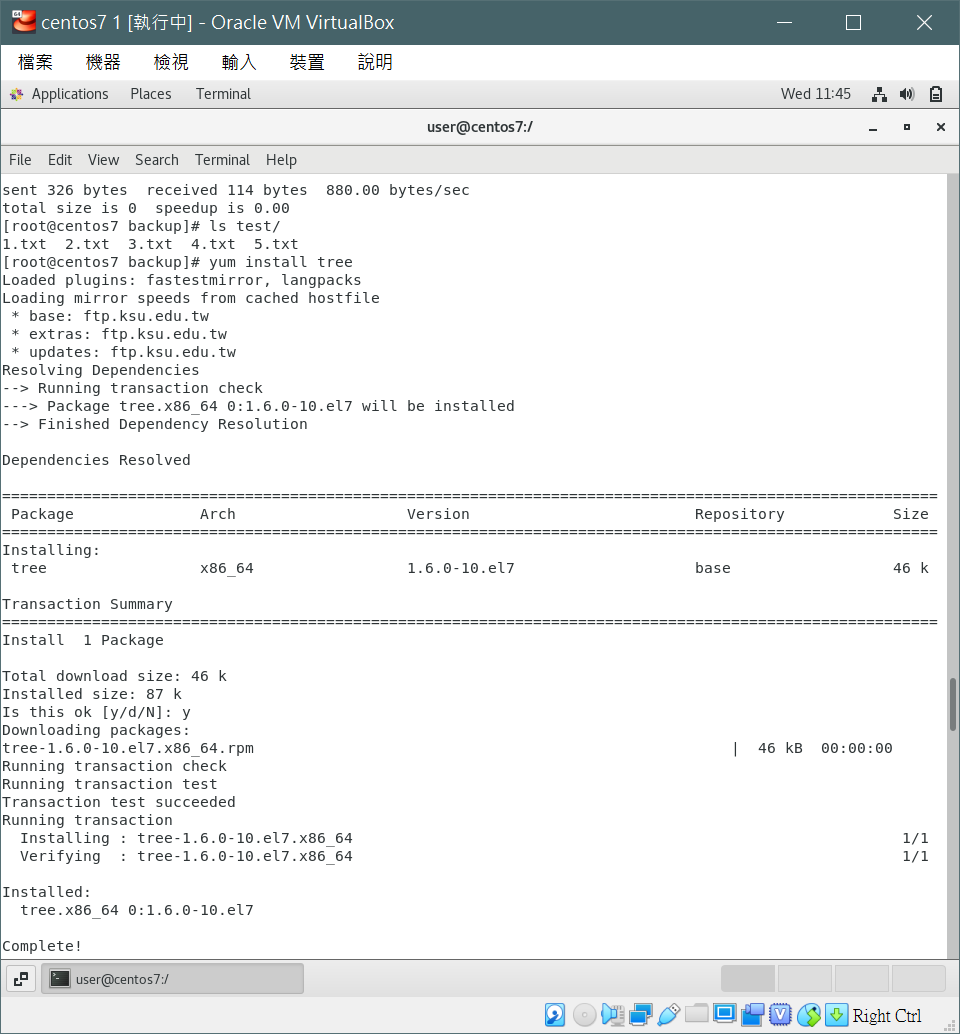 centos7 1 [執行中] - Oracle VM VirtualBox
檔案 機器 檢視 輸入 裝置 說明
Applications Places Terminal Wed 11:45
user@centos7:/
File Edit View Search Terminal Help
sent 326 bytes  received 114 bytes  880.00 bytes/sec
total size is 0  speedup is 0.00
[root@centos7 backup]# ls test/
1.txt  2.txt  3.txt  4.txt  5.txt
[root@centos7 backup]# yum install tree
Loaded plugins: fastestmirror, langpacks
Loading mirror speeds from cached hostfile
 * base: ftp.ksu.edu.tw
 * extras: ftp.ksu.edu.tw
 * updates: ftp.ksu.edu.tw
Resolving Dependencies
--> Running transaction check
---> Package tree.x86_64 0:1.6.0-10.el7 will be installed
--> Finished Dependency Resolution
Dependencies Resolved
========================================================================================================
 Package              Arch                   Version                         Repository            Size
========================================================================================================
Installing:
 tree                 x86_64                 1.6.0-10.el7                    base                  46 k
Transaction Summary
========================================================================================================
Install  1 Package
Total download size: 46 k
Installed size: 87 k
Is this ok [y/d/N]: y
Downloading packages:
tree-1.6.0-10.el7.x86_64.rpm                                                     |  46 kB  00:00:00
Running transaction check
Running transaction test
Transaction test succeeded
Running transaction
  Installing : tree-1.6.0-10.el7.x86_64                                                             1/1
  Verifying  : tree-1.6.0-10.el7.x86_64                                                             1/1
Installed:
  tree.x86_64 0:1.6.0-10.el7
Complete!
user@centos7:/
Right Ctrl